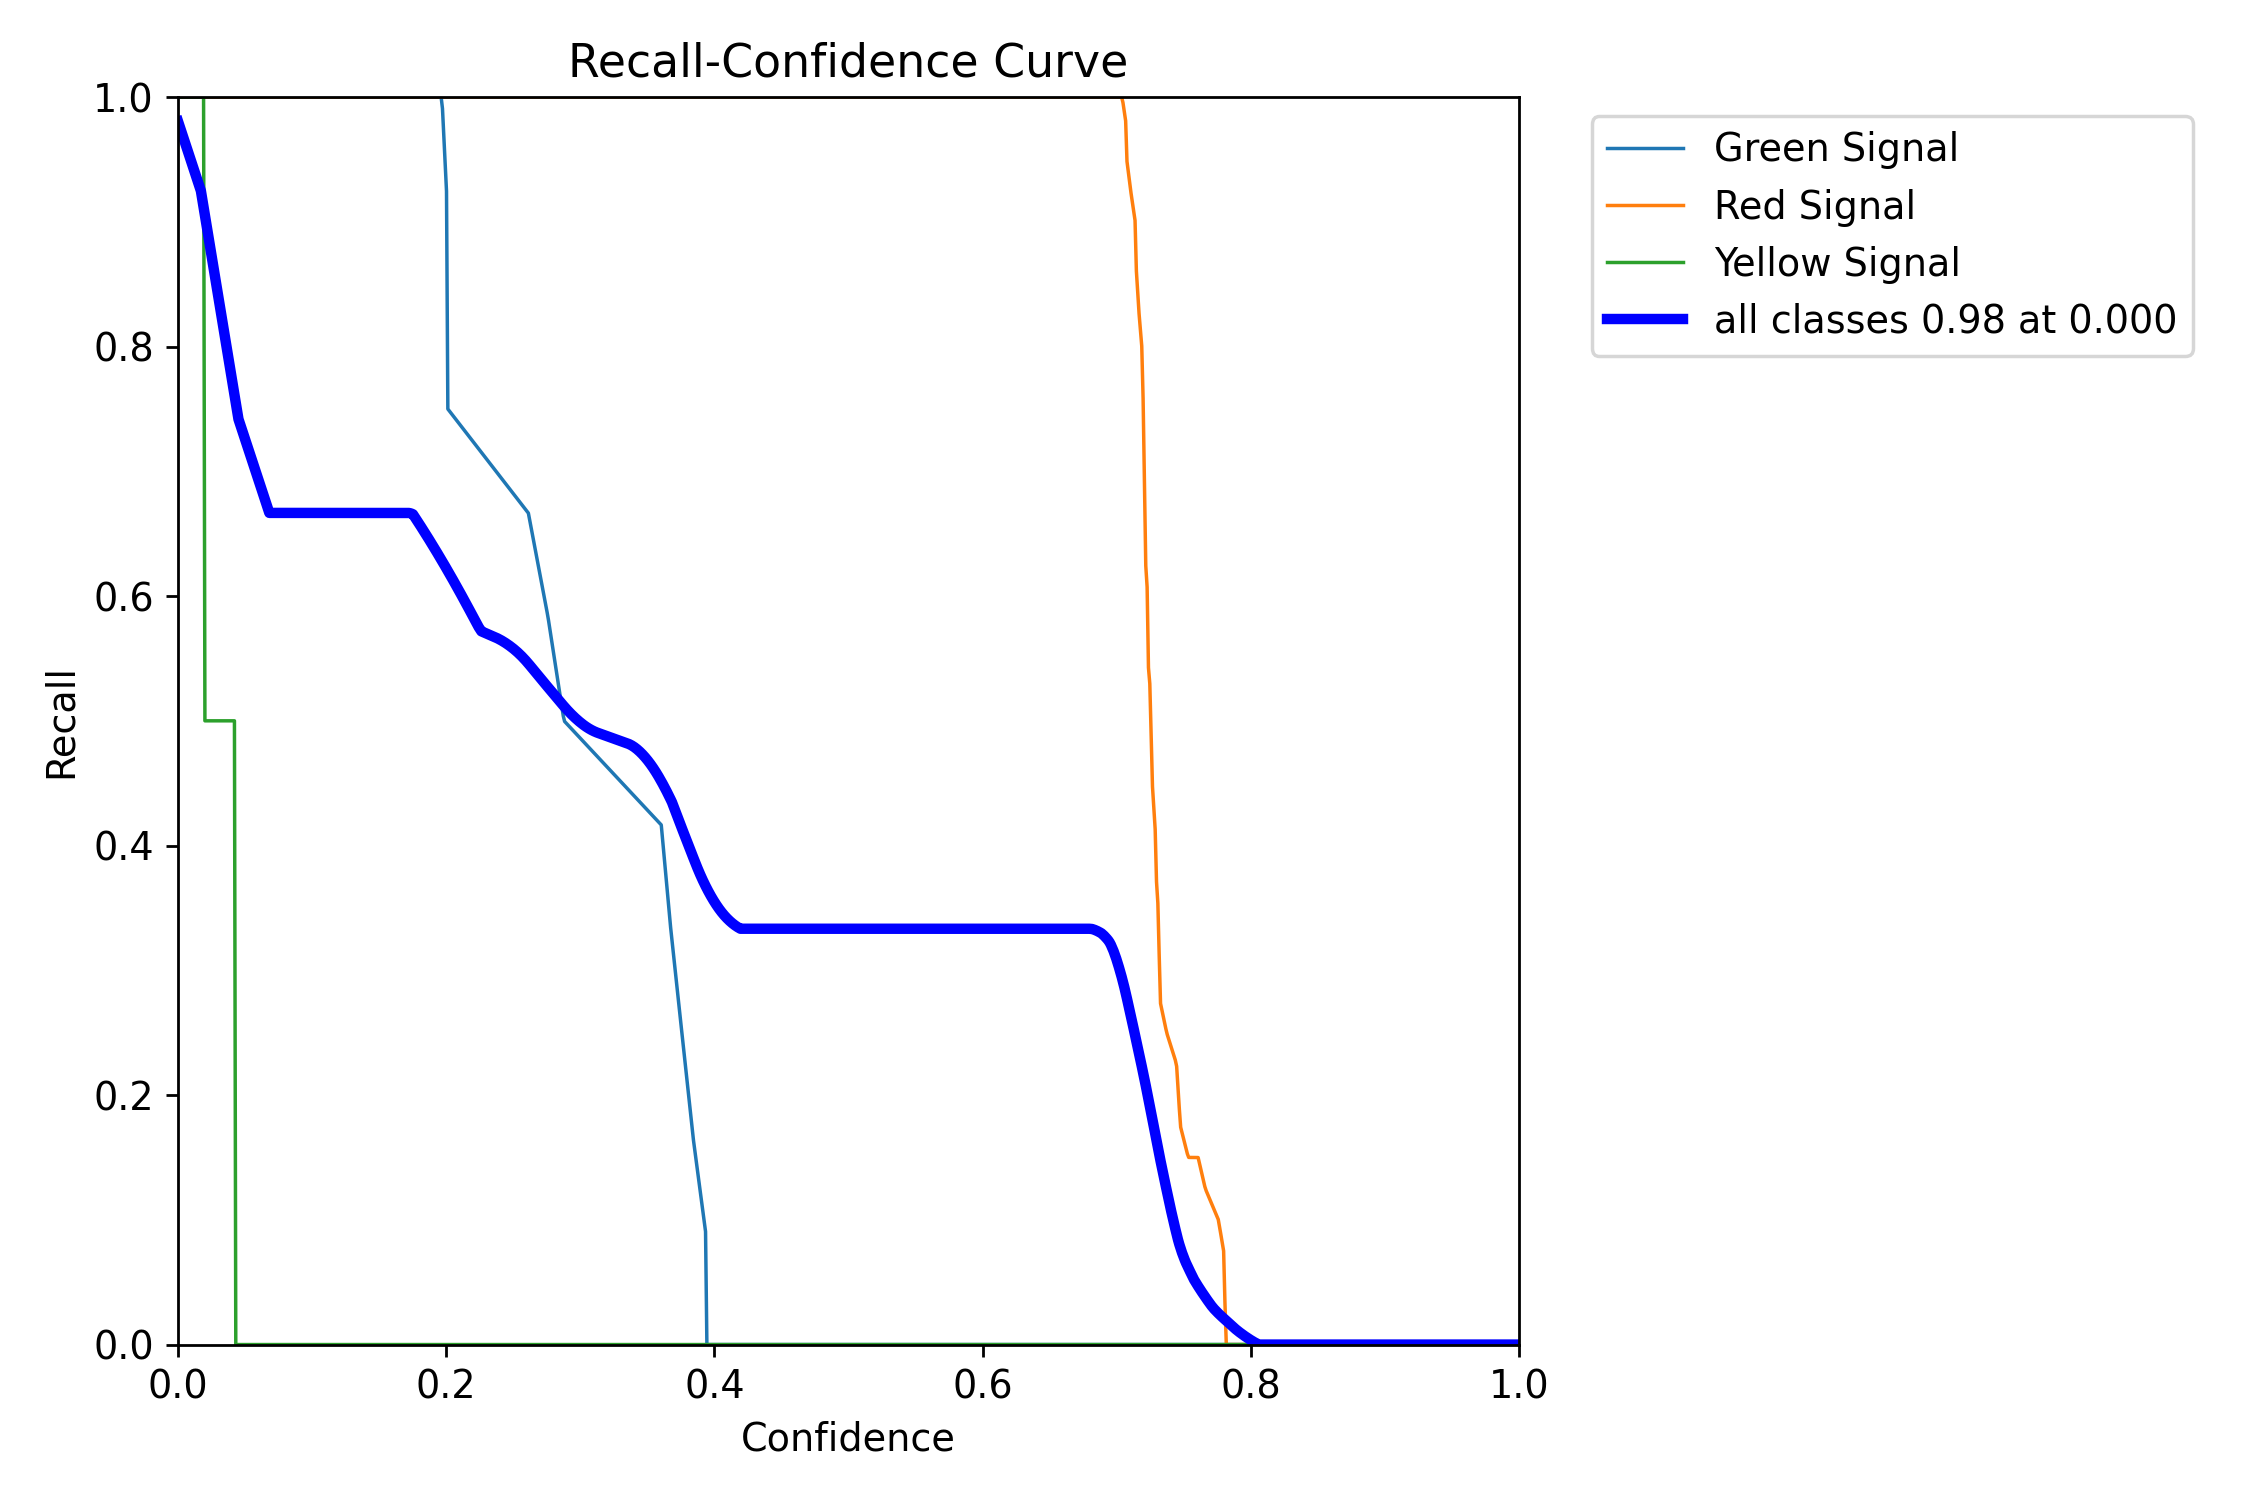 Recall-Confidence Curve
1.0
0.8
0.6
0.4
0.2
0.0
Recall
0.0 0.2 0.4 0.6 0.8 1.0
Confidence
Green Signal
Red Signal
Yellow Signal
all classes 0.98 at 0.000